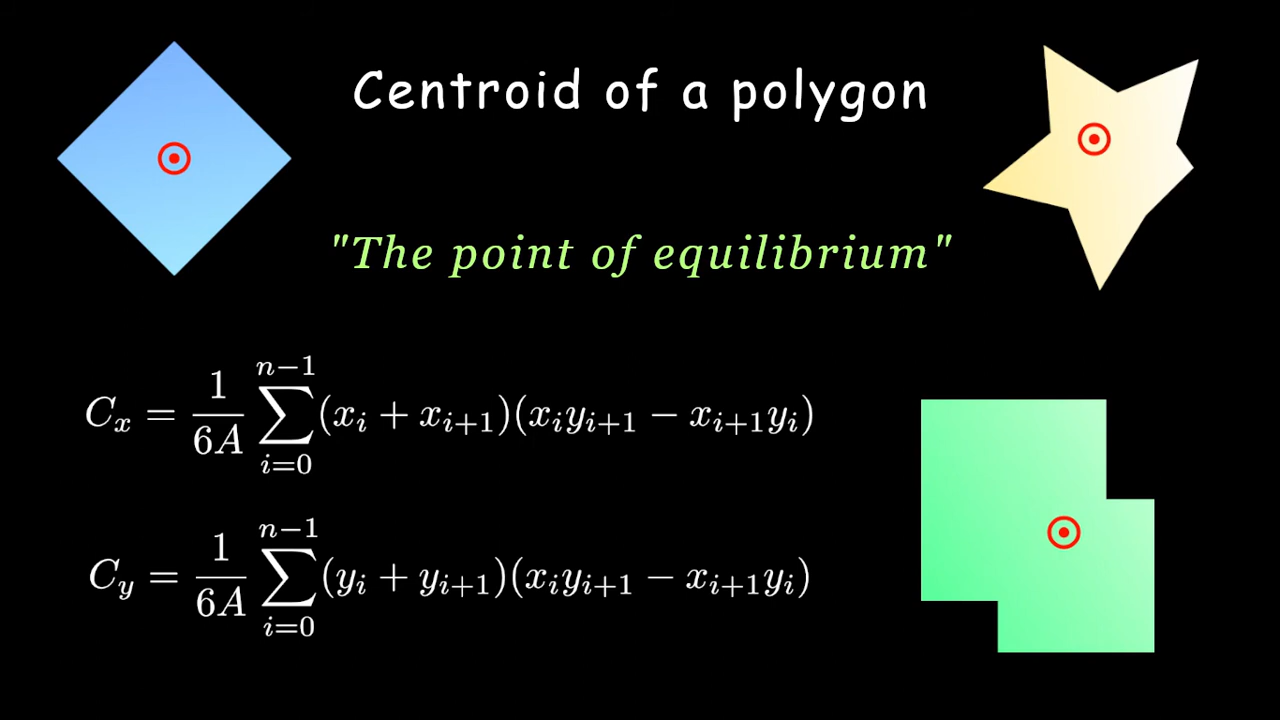 Centroid of a polygon
"The point of equilibrium"
$C_x = \frac{1}{6A} \sum_{i=0}^{n-1} (x_i + x_{i+1})(x_i y_{i+1} - x_{i+1} y_i)$
$C_y = \frac{1}{6A} \sum_{i=0}^{n-1} (y_i + y_{i+1})(x_i y_{i+1} - x_{i+1} y_i)$